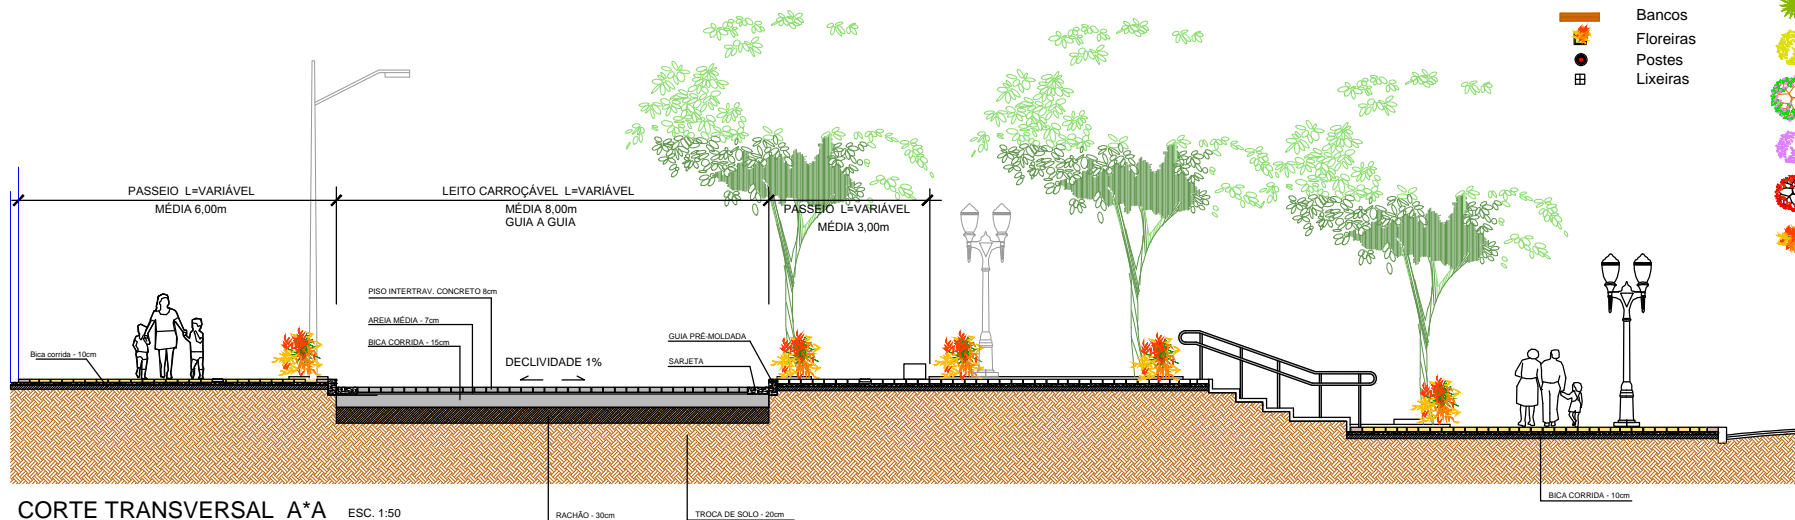 Bancos
Floreiras
Postes
Lixeiras
PASSEIO L=VARIÁVEL
MÉDIA 6,00m
LEITO CARROÇÁVEL L=VARIÁVEL
MÉDIA 8,00m
GUIA A GUIA
PASSEIO L=VARIÁVEL
MÉDIA 3,00m
PISO INTERTRAV. CONCRETO 8cm
AREIA MÉDIA - 7cm
BICA CORRIDA - 15cm
Bica corrida - 10cm
DECLIVIDADE 1%
GUIA PRÉ-MOLDADA
SARJETA
BICA CORRIDA - 10cm
CORTE TRANSVERSAL A*A ESC. 1:50
RACHÃO - 30cm
TROCA DE SOLO - 20cm